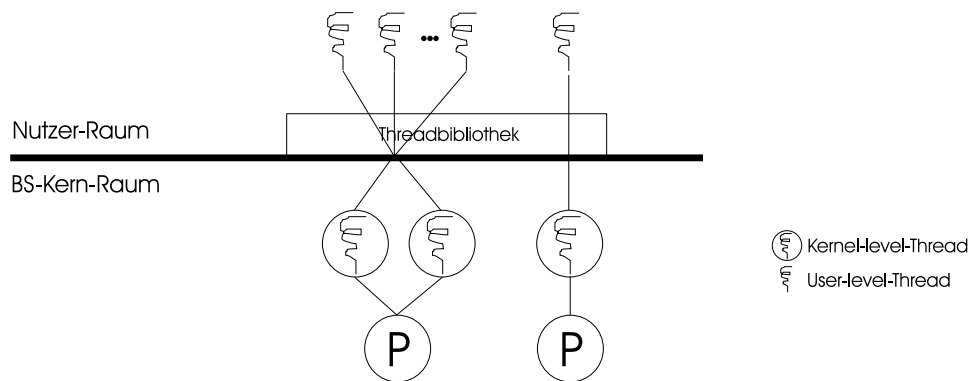 Nutzer-Raum
Threadbibliothek
BS-Kern-Raum
Kernel-level-Thread
User-level-Thread
P
P